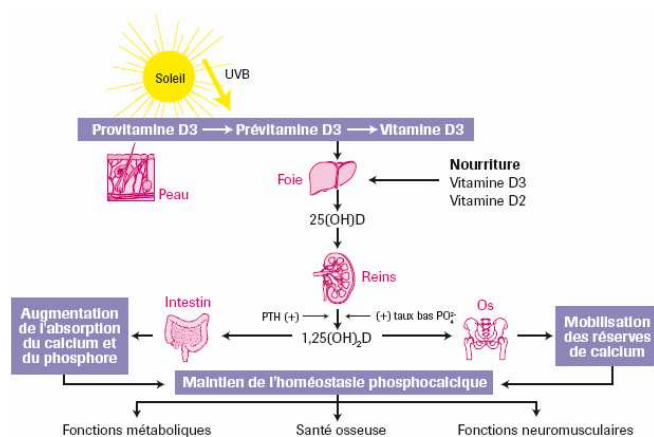 Soleil
UVB
Provitamine D3 → Prévitamine D3 → Vitamine D3
Peau
Foie
Nourriture
Vitamine D3
Vitamine D2
25(OH)D
Reins
Augmentation
de l'absorption
du calcium et
du phosphore
Intestin
PTH (+)
(+) taux bas
1,25(OH)₂D
Os
Mobilisation
des réserves
de calcium
Maintien de l'homéostasie phosphocalcique
Fonctions métaboliques
Santé osseuse
Fonctions neuromusculaires